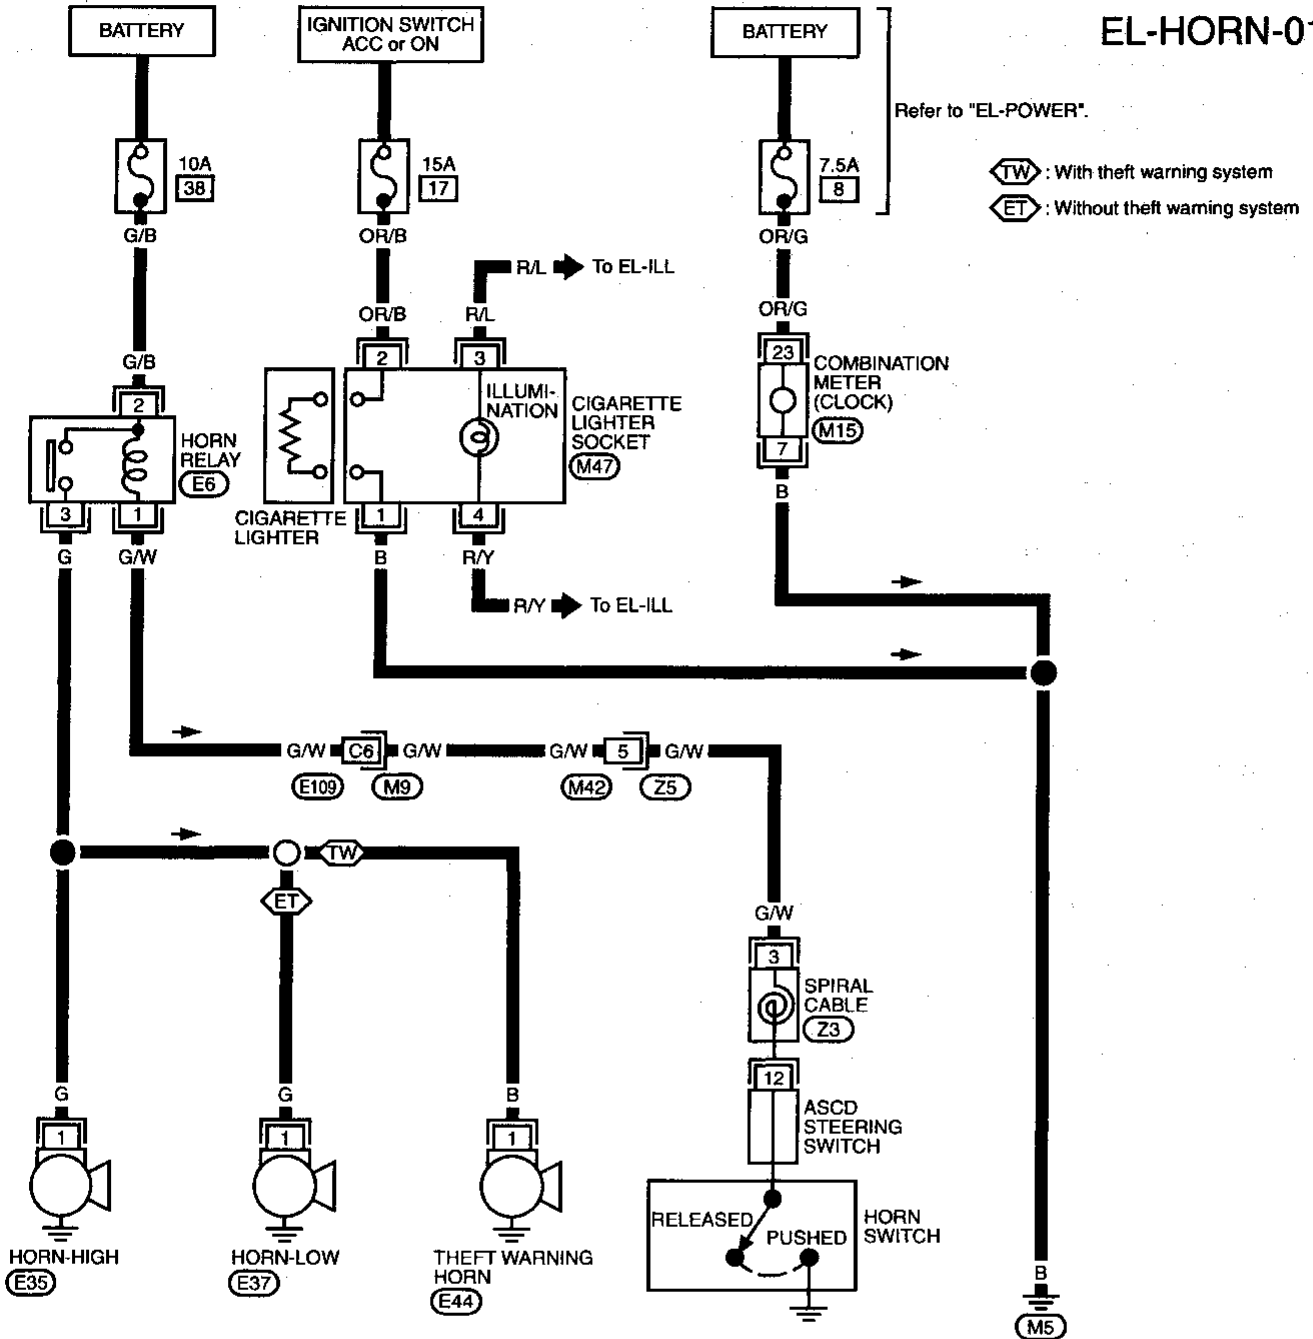 EL-HORN-01
BATTERY
IGNITION SWITCH
ACC or ON
BATTERY
Refer to "EL-POWER".
10A
38
15A
17
7.5A
8
TW : With theft warning system
ET : Without theft warning system
G/B
OR/B
OR/G
R/L To EL-ILL
G/B
OR/B
R/L
OR/G
2
2
3
23
HORN
RELAY
E6
ILLUMI-
NATION
CIGARETTE
LIGHTER
SOCKET
M47
COMBINATION
METER
(CLOCK)
M15
7
3
1
CIGARETTE
LIGHTER
1
4
B
G
G/W
B
R/Y
R/Y To EL-ILL
G/W C6 G/W
G/W 5 G/W
E109 M9
M42 Z5
TW
ET
G/W
3
SPIRAL
CABLE
Z3
12
ASCD
STEERING
SWITCH
G
G
B
1
1
1
RELEASED
PUSHED
HORN
SWITCH
HORN-HIGH
E35
HORN-LOW
E37
THEFT WARNING
HORN
E44
B
M5